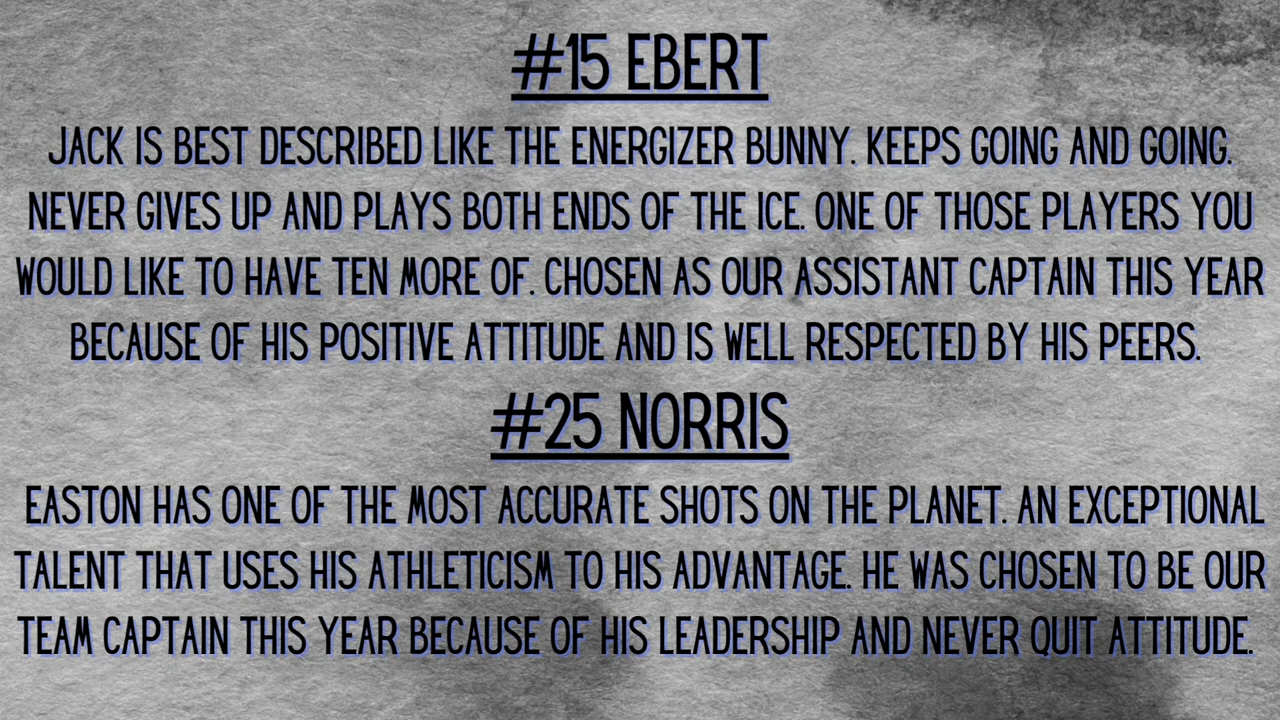 #15 EBERT
JACK IS BEST DESCRIBED LIKE THE ENERGIZER BUNNY. KEEPS GOING AND GOING.
NEVER GIVES UP AND PLAYS BOTH ENDS OF THE ICE. ONE OF THOSE PLAYERS YOU
WOULD LIKE TO HAVE TEN MORE OF. CHOSEN AS OUR ASSISTANT CAPTAIN THIS YEAR
BECAUSE OF HIS POSITIVE ATTITUDE AND IS WELL RESPECTED BY HIS PEERS.
#25 NORRIS
EASTON HAS ONE OF THE MOST ACCURATE SHOTS ON THE PLANET. AN EXCEPTIONAL
TALENT THAT USES HIS ATHLETICISM TO HIS ADVANTAGE. HE WAS CHOSEN TO BE OUR
TEAM CAPTAIN THIS YEAR BECAUSE OF HIS LEADERSHIP AND NEVER QUIT ATTITUDE.